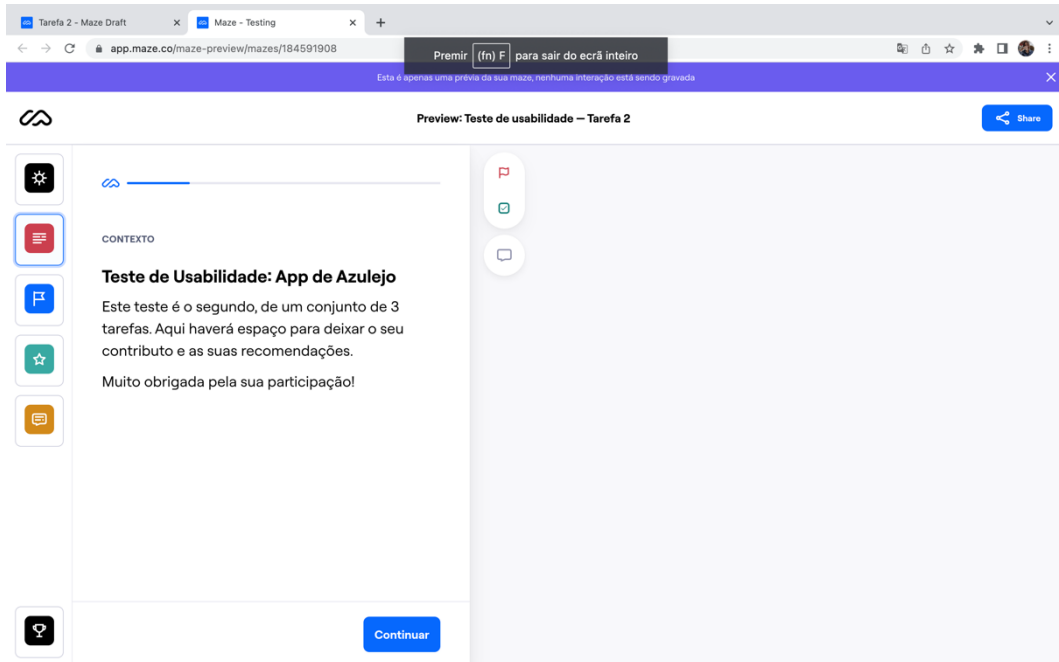 Tarefa 2 - Maze Draft
Maze - Testing
app.maze.co/maze-preview/mazes/184591908
Premir (fn) F para sair do ecrã inteiro
Esta é apenas uma prévia da sua maze, nenhuma interação está sendo gravada
Preview: Teste de usabilidade — Tarefa 2
Share
CONTEXTO
Teste de Usabilidade: App de Azulejo
Este teste é o segundo, de um conjunto de 3
tarefas. Aqui haverá espaço para deixar o seu
contributo e as suas recomendações.
Muito obrigada pela sua participação!
Continuar